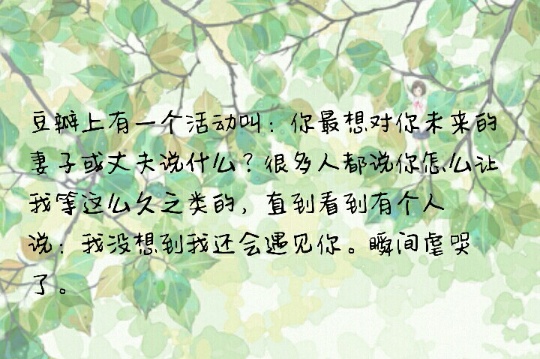 豆瓣上有一个活动叫：你最想对你未来的
妻子或丈夫说什么？很多人都说你怎么让
我等这么久之类的，直到看到有个人
说：我没想到我还会遇见你。瞬间虐哭
了。